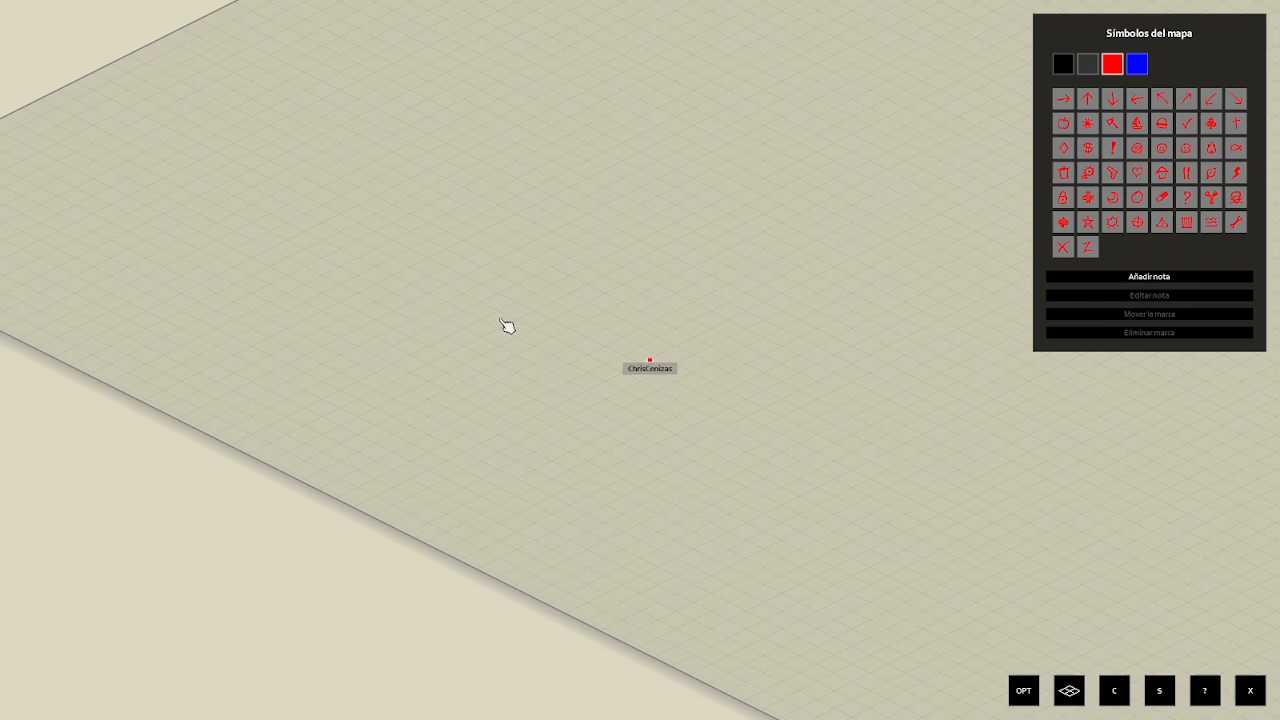 Símbolos del mapa
Añadir nota
Editar nota
Mover la marca
Eliminar marca
ChrisCenizas
OPT
C
S
?
X